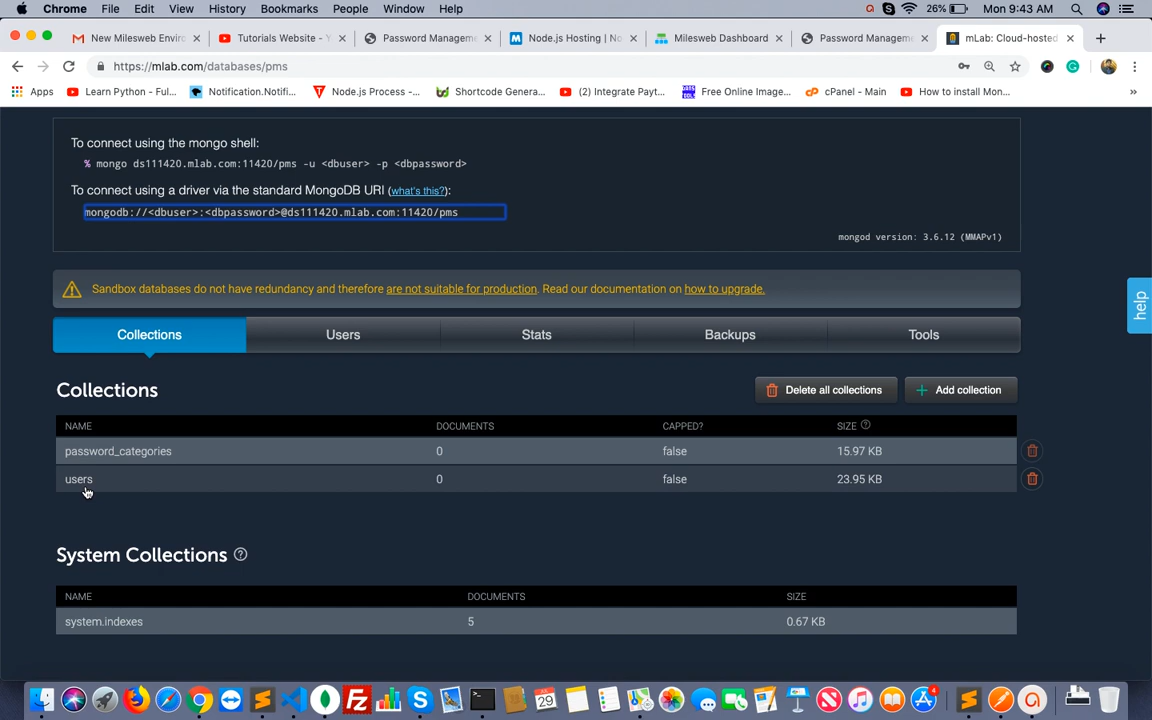 Chrome File Edit View History Bookmarks People Window Help 26% Mon 9:43 AM
New Milesweb Enviro
Tutorials Website - Y
Password Manageme
Node.js Hosting | No
Milesweb Dashboard
Password Manageme
mLab: Cloud-hosted
https://mlab.com/databases/pms
Apps Learn Python - Ful... Notification.Notifi... Node.js Process -... Shortcode Genera... (2) Integrate Payt... Free Online Image... cPanel - Main How to install Mon... »
To connect using the mongo shell:
% mongo ds111420.mlab.com:11420/pms -u <dbuser> -p <dbpassword>
To connect using a driver via the standard MongoDB URI (what's this?):
mongodb://<dbuser>:<dbpassword>@ds111420.mlab.com:11420/pms
mongod version: 3.6.12 (MMAPv1)
Sandbox databases do not have redundancy and therefore are not suitable for production. Read our documentation on how to upgrade.
help
Collections Users Stats Backups Tools
Collections
Delete all collections
+ Add collection
NAME DOCUMENTS CAPPED? SIZE ?
password_categories 0 false 15.97 KB
users 0 false 23.95 KB
System Collections ?
NAME DOCUMENTS SIZE
system.indexes 5 0.67 KB